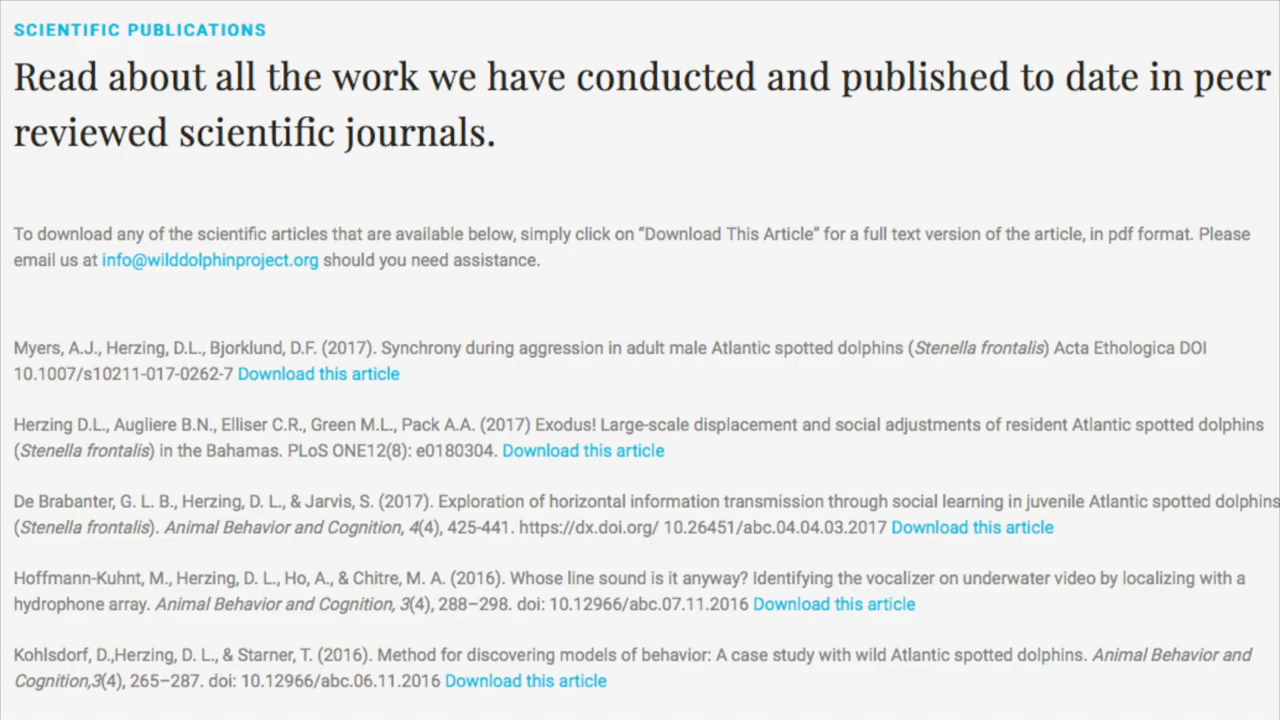 SCIENTIFIC PUBLICATIONS
Read about all the work we have conducted and published to date in peer
reviewed scientific journals.
To download any of the scientific articles that are available below, simply click on “Download This Article” for a full text version of the article, in pdf format. Please
email us at info@wilddolphinproject.org should you need assistance.
Myers, A.J., Herzing, D.L., Bjorklund, D.F. (2017). Synchrony during aggression in adult male Atlantic spotted dolphins (Stenella frontalis) Acta Ethologica DOI
10.1007/s10211-017-0262-7 Download this article
Herzing D.L., Augliere B.N., Elliser C.R., Green M.L., Pack A.A. (2017) Exodus! Large-scale displacement and social adjustments of resident Atlantic spotted dolphins
(Stenella frontalis) in the Bahamas. PLoS ONE12(8): e0180304. Download this article
De Brabanter, G. L. B., Herzing, D. L., & Jarvis, S. (2017). Exploration of horizontal information transmission through social learning in juvenile Atlantic spotted dolphins
(Stenella frontalis). Animal Behavior and Cognition, 4(4), 425-441. https://dx.doi.org/ 10.26451/abc.04.04.03.2017 Download this article
Hoffmann-Kuhnt, M., Herzing, D. L., Ho, A., & Chitre, M. A. (2016). Whose line sound is it anyway? Identifying the vocalizer on underwater video by localizing with a
hydrophone array. Animal Behavior and Cognition, 3(4), 288–298. doi: 10.12966/abc.07.11.2016 Download this article
Kohlsdorf, D.,Herzing, D. L., & Starner, T. (2016). Method for discovering models of behavior: A case study with wild Atlantic spotted dolphins. Animal Behavior and
Cognition,3(4), 265–287. doi: 10.12966/abc.06.11.2016 Download this article